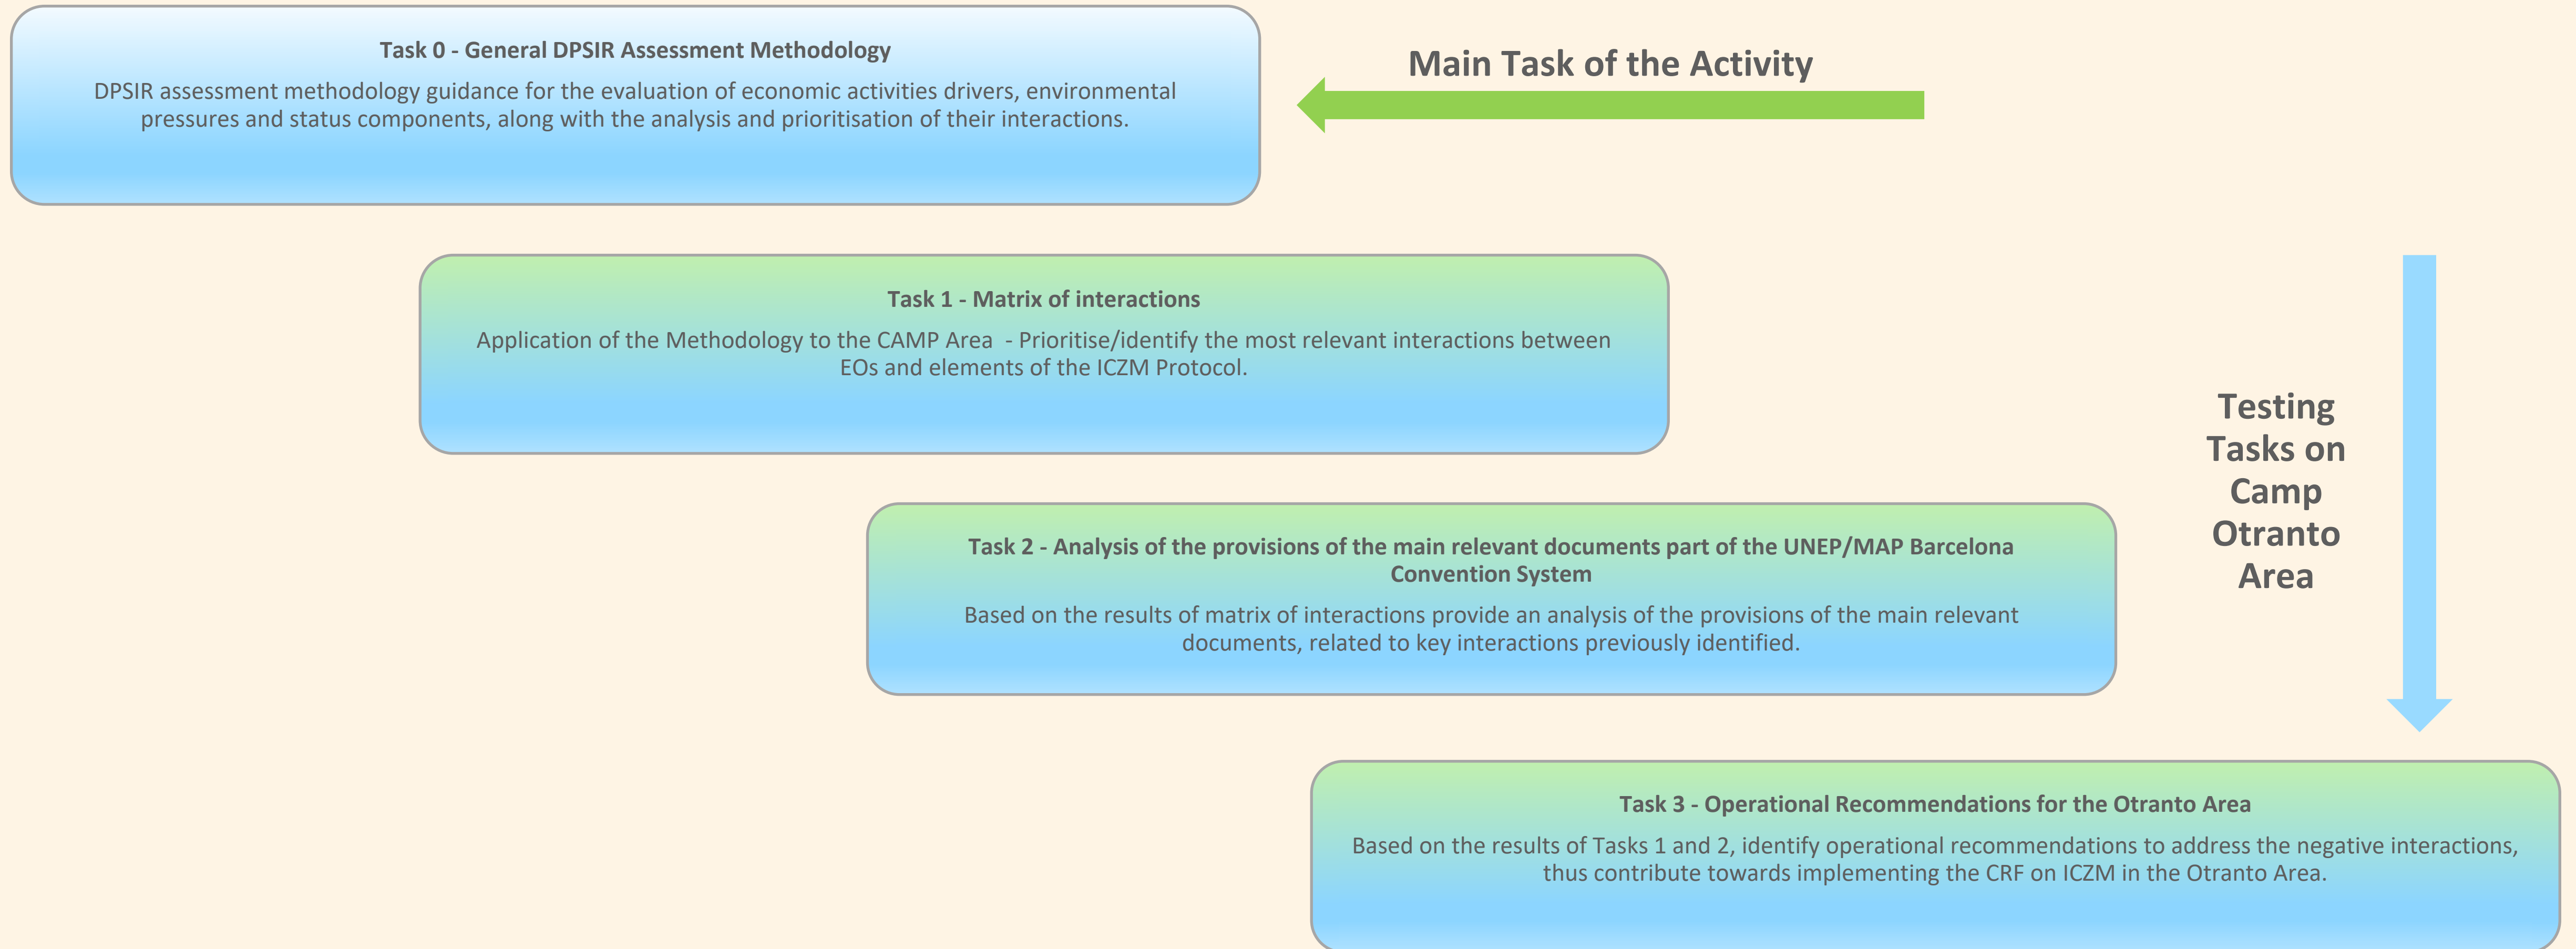 Task 0 - General DPSIR Assessment Methodology
DPSIR assessment methodology guidance for the evaluation of economic activities drivers, environmental
pressures and status components, along with the analysis and prioritisation of their interactions.
Main Task of the Activity
Task 1 - Matrix of interactions
Application of the Methodology to the CAMP Area  - Prioritise/identify the most relevant interactions between
EOs and elements of the ICZM Protocol.
Testing
Tasks on
Camp
Otranto
Area
Task 2 - Analysis of the provisions of the main relevant documents part of the UNEP/MAP Barcelona
Convention System
Based on the results of matrix of interactions provide an analysis of the provisions of the main relevant
documents, related to key interactions previously identified.
Task 3 - Operational Recommendations for the Otranto Area
Based on the results of Tasks 1 and 2, identify operational recommendations to address the negative interactions,
thus contribute towards implementing the CRF on ICZM in the Otranto Area.